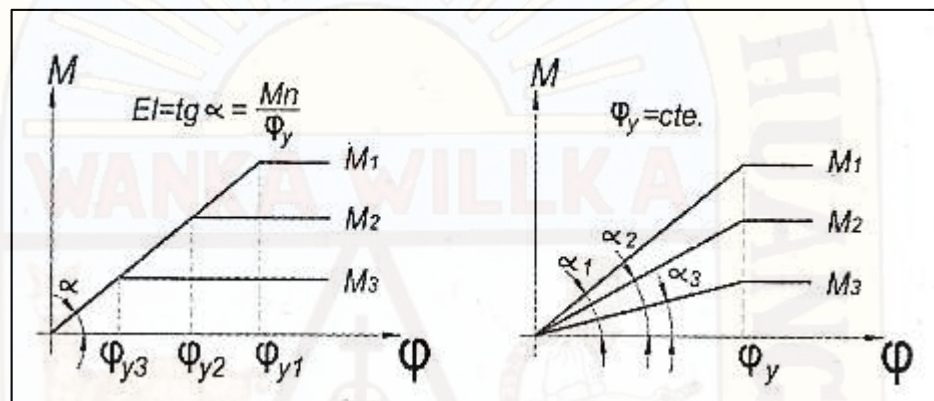 M
EI=tg ∝ = Mn
φy
M1
M2
M3
∝
φy3 φy2 φy1 φ
M
φy =cte.
M1
M2
M3
∝1
∝2
∝3
φy φ
WANKA WILLKA
HUANC